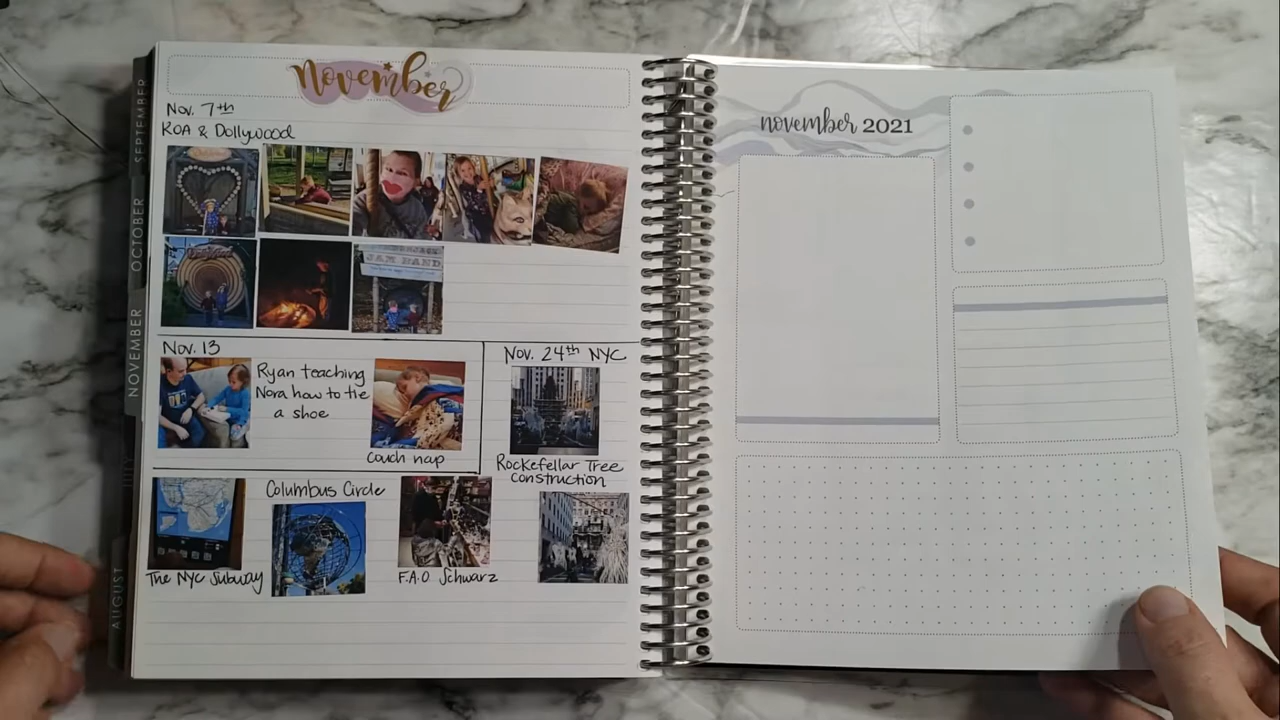 November
Nov. 7th
ROA & Dollywood
JAM BAND
Nov. 13
Ryan teaching
Nora how to tie
a shoe
Couch nap
Nov. 24th NYC
Rockefellar Tree
construction
The NYC Subway
Columbus Circle
F.A.O. Schwarz
SEPTEMBER
OCTOBER
NOVEMBER
JULY
AUGUST
november 2021